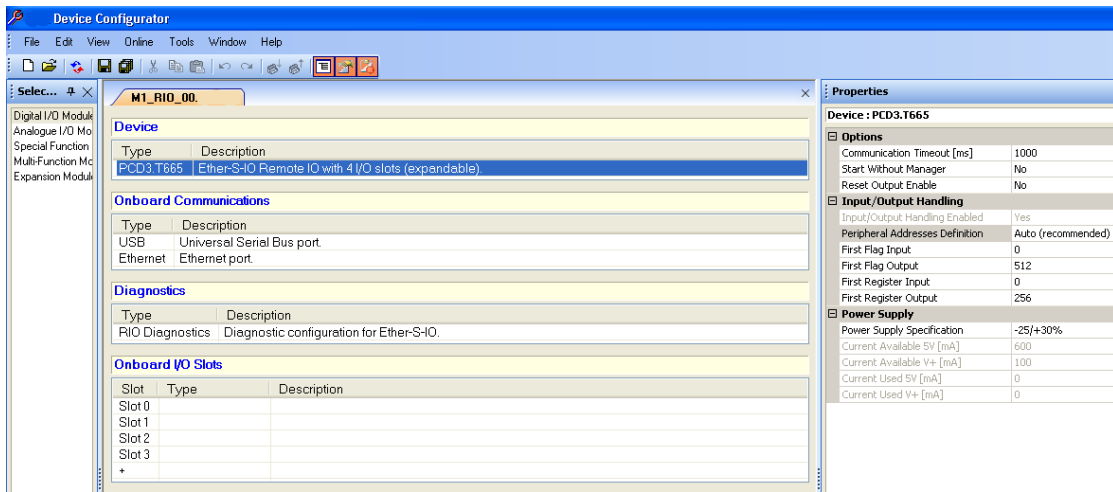 Device Configurator
File Edit View Online Tools Window Help
Selec...
Digital I/O Module
Analogue I/O Mo
Special Function
Multi-Function Mo
Expansion Module
M1_RIO_00.
Device
Type Description
PCD3.T665 Ether-S-IO Remote IO with 4 I/O slots (expandable).
Onboard Communications
Type Description
USB Universal Serial Bus port.
Ethernet Ethernet port.
Diagnostics
Type Description
RIO Diagnostics Diagnostic configuration for Ether-S-IO.
Onboard I/O Slots
Slot Type Description
Slot 0
Slot 1
Slot 2
Slot 3
+
Properties
Device : PCD3.T665
Options
Communication Timeout [ms] 1000
Start Without Manager No
Reset Output Enable No
Input/Output Handling
Input/Output Handling Enabled Yes
Peripheral Addresses Definition Auto (recommended)
First Flag Input 0
First Flag Output 512
First Register Input 0
First Register Output 256
Power Supply
Power Supply Specification -25/+30%
Current Available 5V [mA] 600
Current Available V+ [mA] 100
Current Used 5V [mA] 0
Current Used V+ [mA] 0